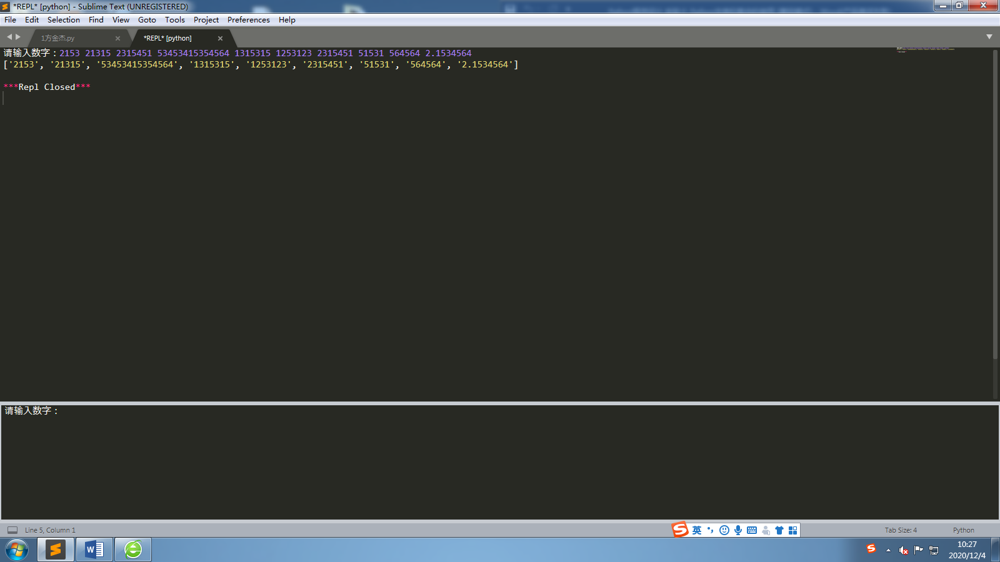 *REPL* [python] - Sublime Text (UNREGISTERED)
File Edit Selection Find View Goto Tools Project Preferences Help
1方金杰.py *REPL* [python]
请输入数字：2153 21315 2315451 53453415354564 1315315 1253123 2315451 51531 564564 2.1534564
['2153', '21315', '53453415354564', '1315315', '1253123', '2315451', '51531', '564564', '2.1534564']
***Repl Closed***
请输入数字：
Line 5, Column 1
英
Tab Size: 4 Python
10:27
2020/12/4